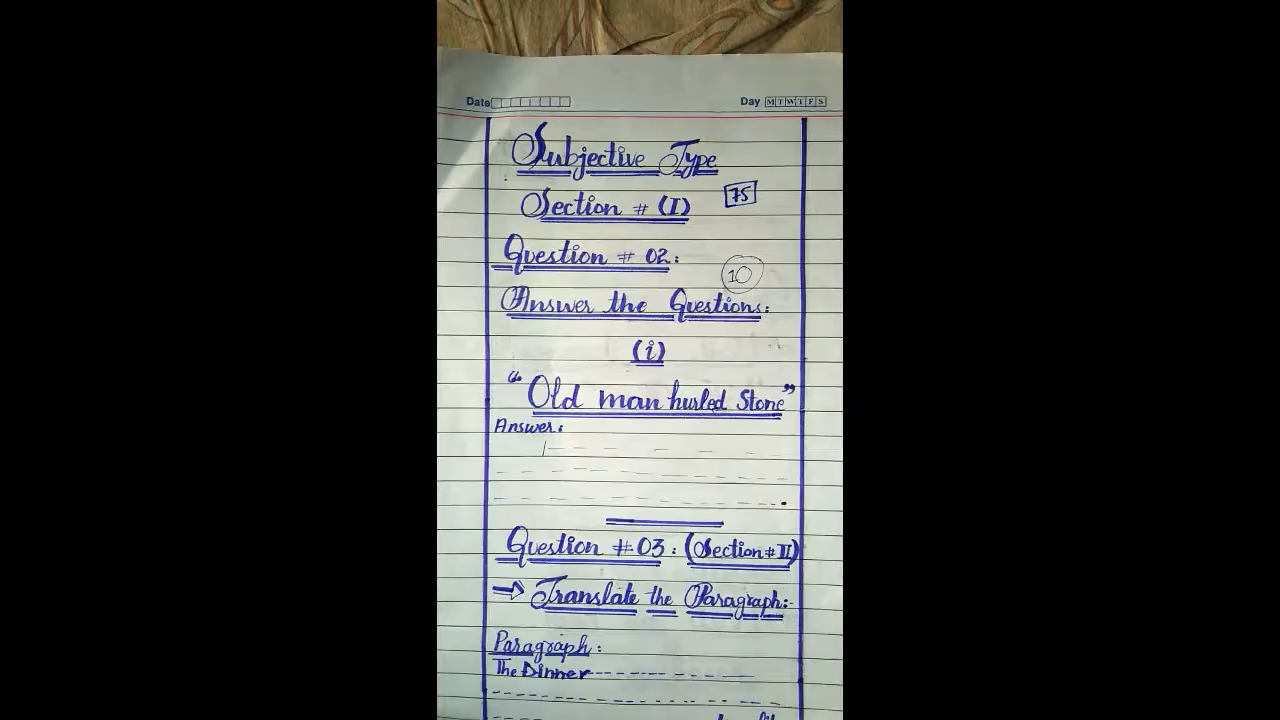 Date Day M T W T F S
Subjective Type
Section # (I) 75
Question # 02:
10
Answer the Questions:
(i)
"Old man hurled Stone"
Answer:
Question #03: (Section # II)
⇒ Translate the Paragraph:-
Paragraph:
The Dinner